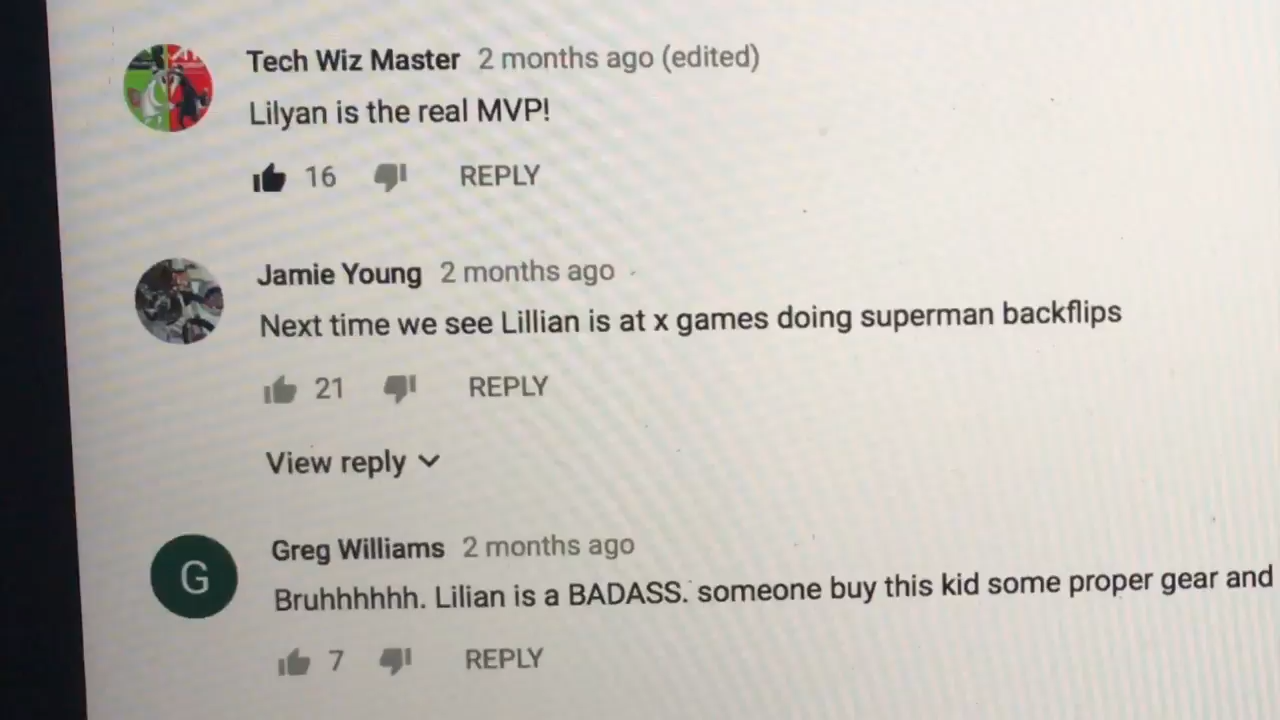 Tech Wiz Master 2 months ago (edited)
Lilyan is the real MVP!
16 REPLY
Jamie Young 2 months ago
Next time we see Lillian is at x games doing superman backflips
21 REPLY
View reply
G
Greg Williams 2 months ago
Bruhhhhhh. Lilian is a BADASS. someone buy this kid some proper gear and
7 REPLY